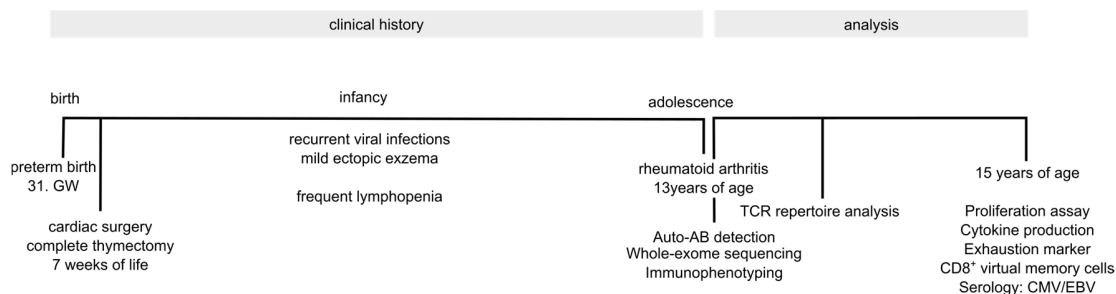 clinical history
analysis
birth
infancy
adolescence
preterm birth
31. GW
cardiac surgery
complete thymectomy
7 weeks of life
recurrent viral infections
mild ectopic exzema
frequent lymphopenia
rheumatoid arthritis
13years of age
Auto-AB detection
Whole-exome sequencing
Immunophenotyping
TCR repertoire analysis
15 years of age
Proliferation assay
Cytokine production
Exhaustion marker
CD8⁺ virtual memory cells
Serology: CMV/EBV